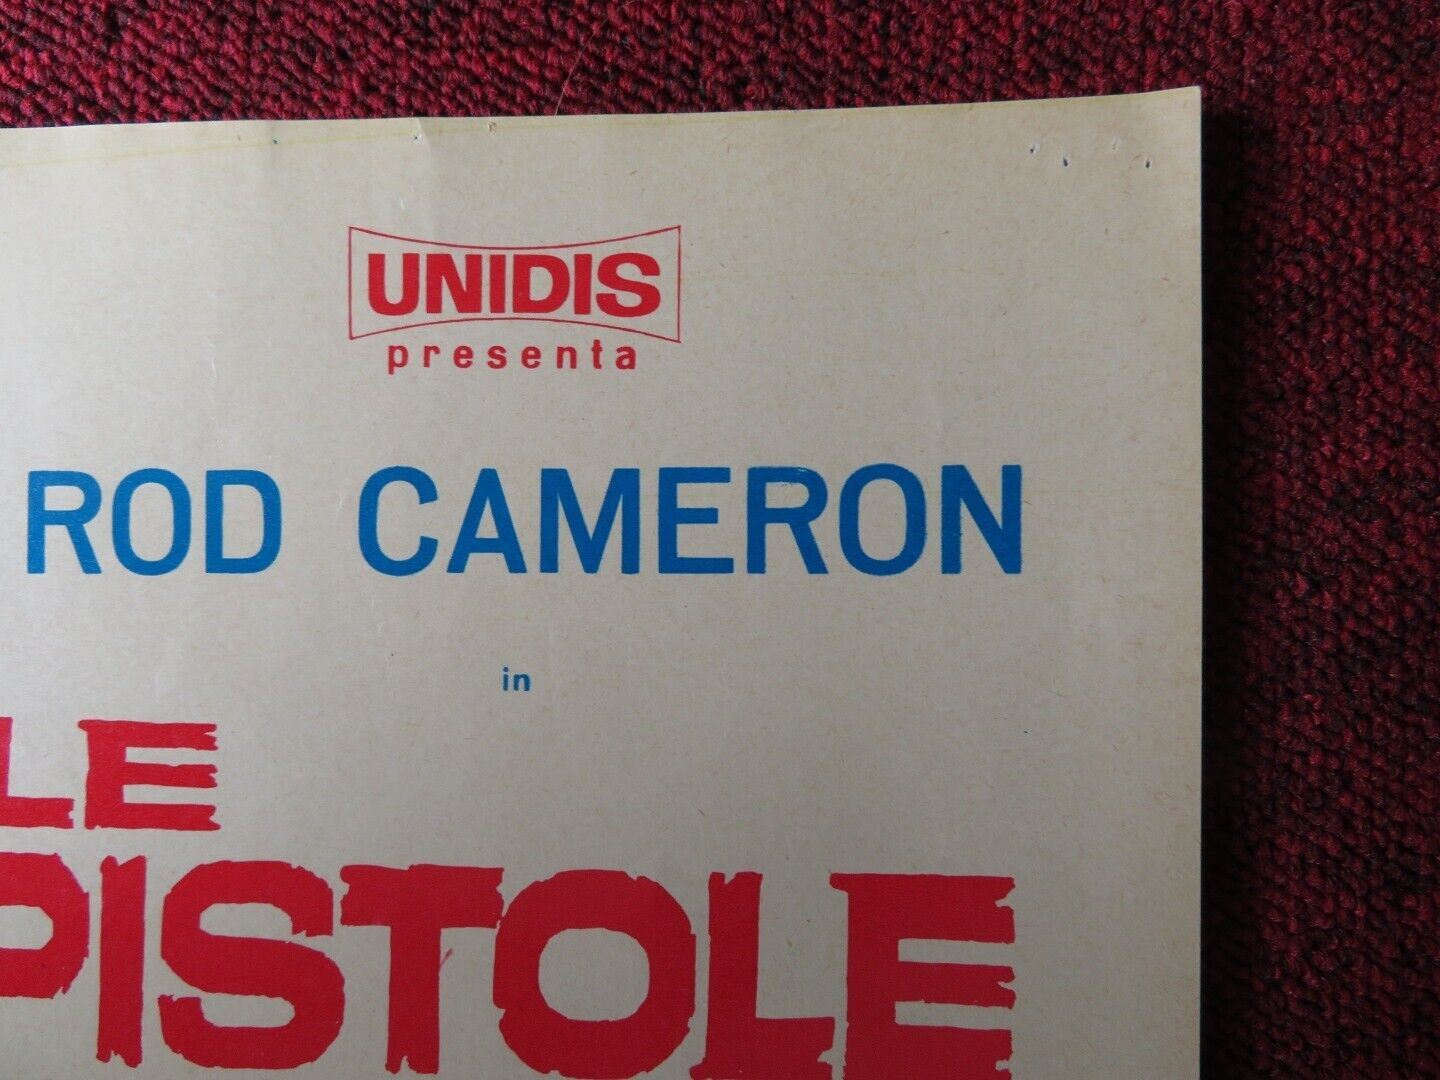 UNIDIS
presenta
ROD CAMERON
in
LE
PISTOLE